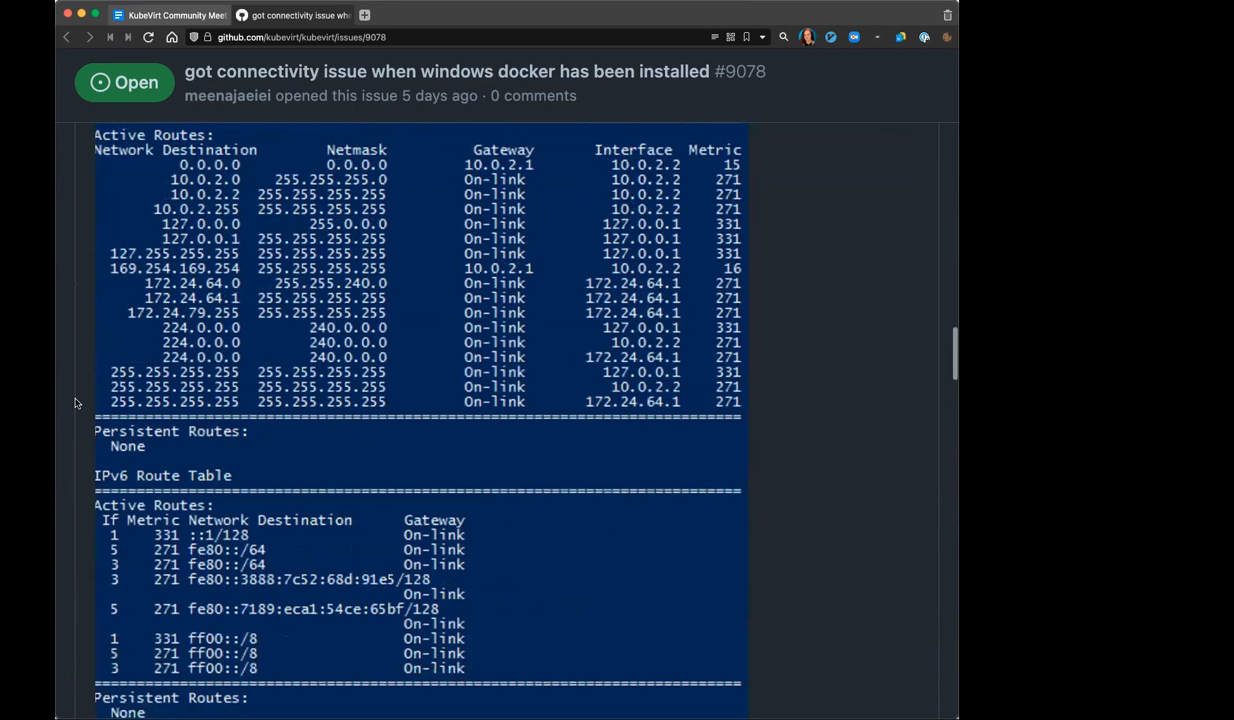 KubeVirt Community Meet
got connectivity issue whe
github.com/kubevirt/kubevirt/issues/9078
Open
got connectivity issue when windows docker has been installed #9078
meenajaeiei opened this issue 5 days ago · 0 comments
Active Routes:
Network Destination Netmask Gateway Interface Metric
0.0.0.0 0.0.0.0 10.0.2.1 10.0.2.2 15
10.0.2.0 255.255.255.0 On-link 10.0.2.2 271
10.0.2.2 255.255.255.255 On-link 10.0.2.2 271
10.0.2.255 255.255.255.255 On-link 10.0.2.2 271
127.0.0.0 255.0.0.0 On-link 127.0.0.1 331
127.0.0.1 255.255.255.255 On-link 127.0.0.1 331
127.255.255.255 255.255.255.255 On-link 127.0.0.1 331
169.254.169.254 255.255.255.255 10.0.2.1 10.0.2.2 16
172.24.64.0 255.255.240.0 On-link 172.24.64.1 271
172.24.64.1 255.255.255.255 On-link 172.24.64.1 271
172.24.79.255 255.255.255.255 On-link 172.24.64.1 271
224.0.0.0 240.0.0.0 On-link 127.0.0.1 331
224.0.0.0 240.0.0.0 On-link 10.0.2.2 271
224.0.0.0 240.0.0.0 On-link 172.24.64.1 271
255.255.255.255 255.255.255.255 On-link 127.0.0.1 331
255.255.255.255 255.255.255.255 On-link 10.0.2.2 271
255.255.255.255 255.255.255.255 On-link 172.24.64.1 271
===========================================================================
Persistent Routes:
None
IPv6 Route Table
===========================================================================
Active Routes:
If Metric Network Destination Gateway
1 331 ::1/128 On-link
5 271 fe80::/64 On-link
3 271 fe80::/64 On-link
3 271 fe80::3888:7c52:68d:91e5/128
On-link
5 271 fe80::7189:eca1:54ce:65bf/128
On-link
1 331 ff00::/8 On-link
5 271 ff00::/8 On-link
3 271 ff00::/8 On-link
===========================================================================
Persistent Routes:
None